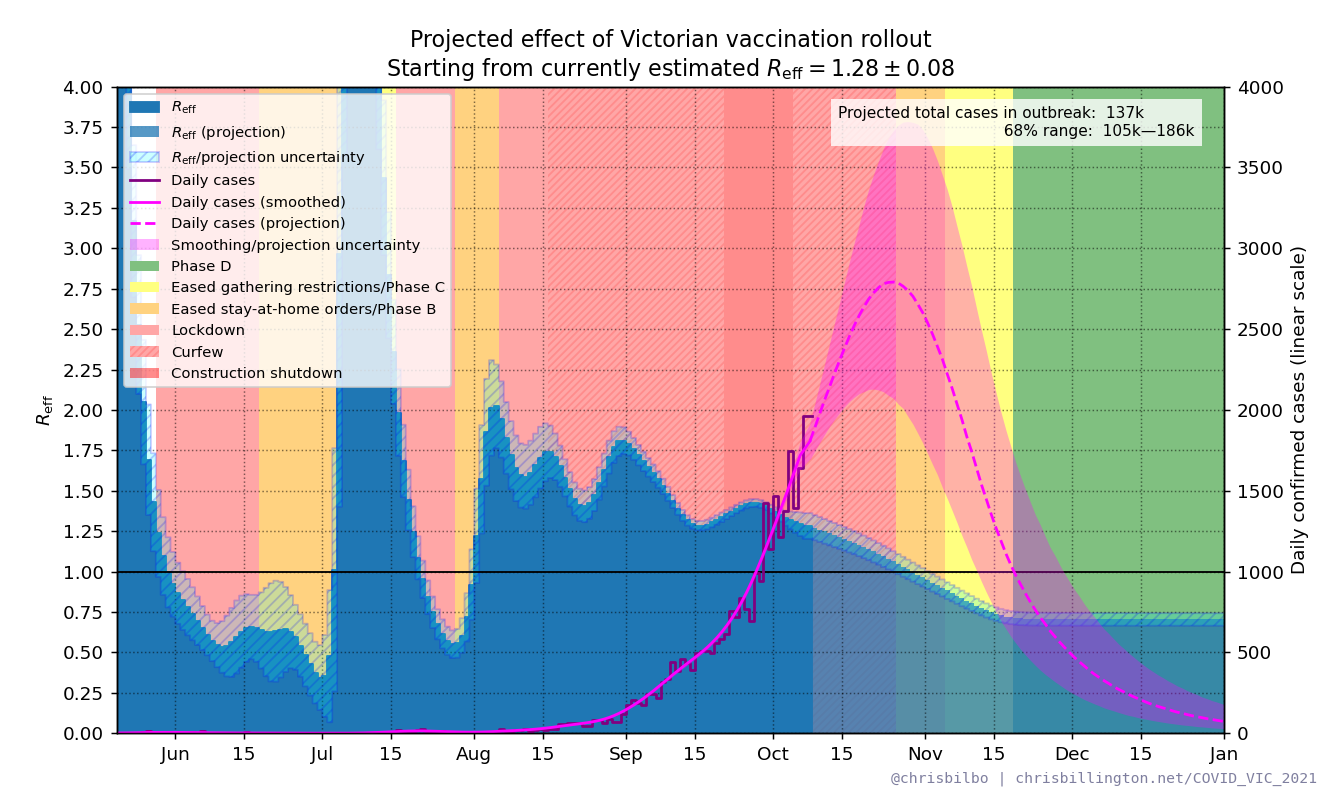 Projected effect of Victorian vaccination rollout
Starting from currently estimated R_eff = 1.28 ± 0.08
Projected total cases in outbreak: 137k
68% range: 105k—186k
R_eff
R_eff (projection)
R_eff/projection uncertainty
Daily cases
Daily cases (smoothed)
Daily cases (projection)
Smoothing/projection uncertainty
Phase D
Eased gathering restrictions/Phase C
Eased stay-at-home orders/Phase B
Lockdown
Curfew
Construction shutdown
R_eff
4.00
3.75
3.50
3.25
3.00
2.75
2.50
2.25
2.00
1.75
1.50
1.25
1.00
0.75
0.50
0.25
0.00
4000
3500
3000
2500
2000
1500
1000
500
0
Daily confirmed cases (linear scale)
Jun 15 Jul 15 Aug 15 Sep 15 Oct 15 Nov 15 Dec 15 Jan
@chrisbilbo | chrisbillington.net/COVID_VIC_2021